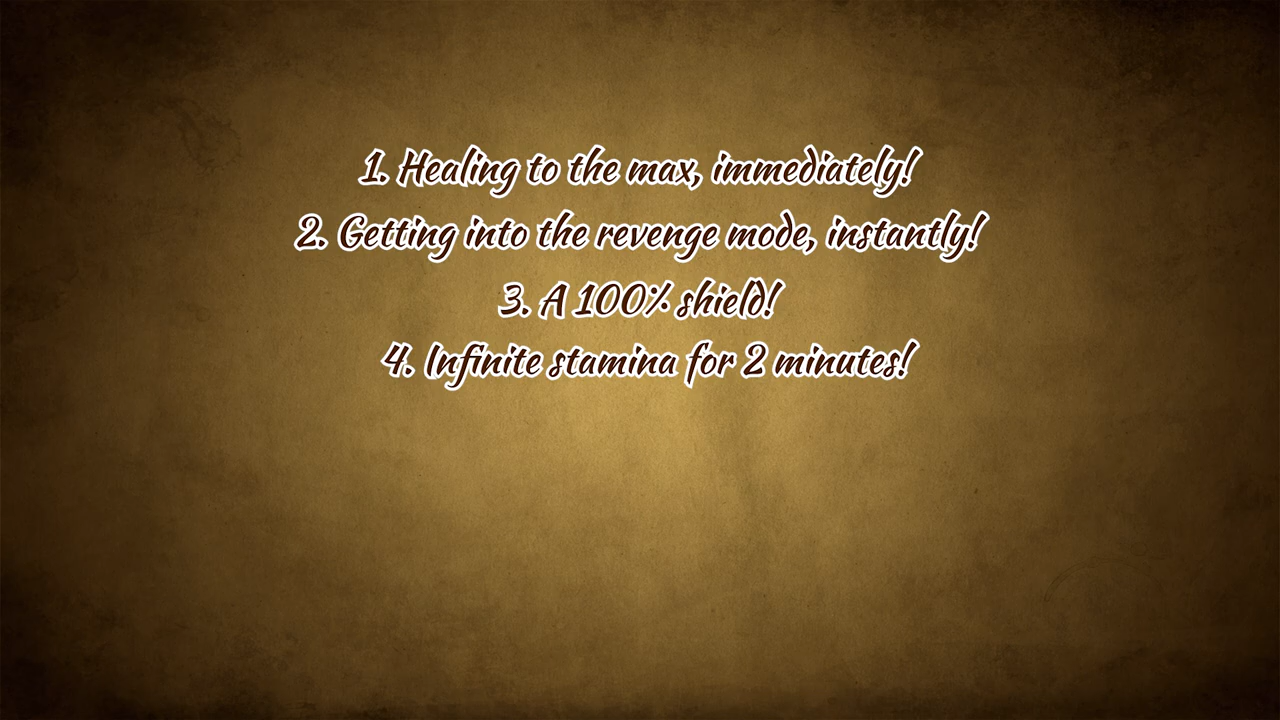 1. Healing to the max, immediately!
2. Getting into the revenge mode, instantly!
3. A 100% shield!
4. Infinite stamina for 2 minutes!